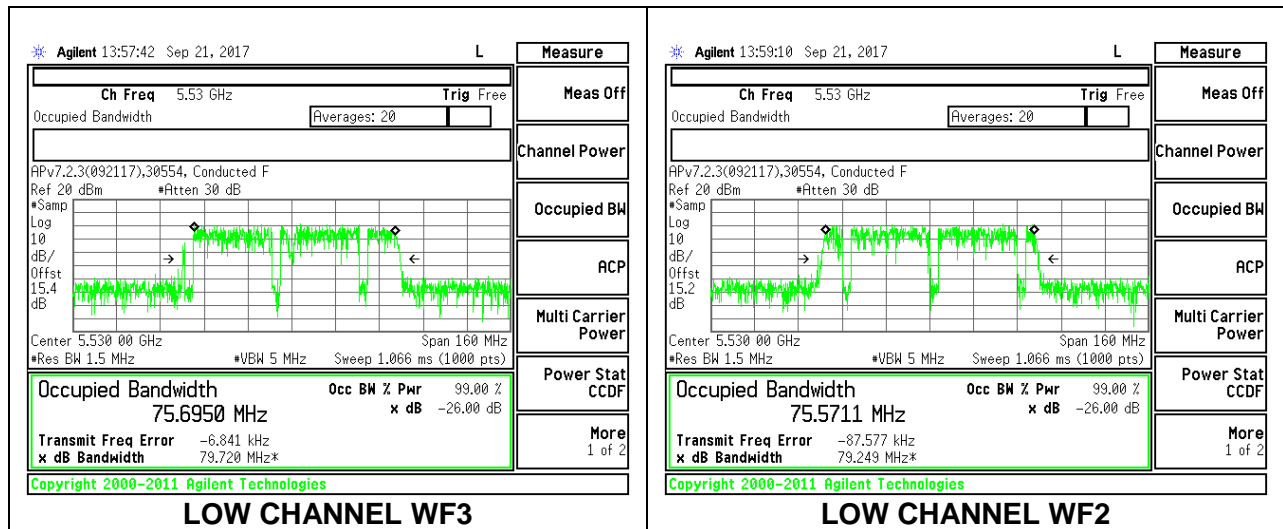 Agilent 13:57:42 Sep 21, 2017 L
Measure
Ch Freq 5.53 GHz Trig Free
Occupied Bandwidth Averages: 20
APv7.2.3(092117),30554, Conducted F
Ref 20 dBm #Atten 30 dB
#Samp
Log
10
dB/
Offst
15.4
dB
Center 5.530 00 GHz Span 160 MHz
#Res BW 1.5 MHz #VBW 5 MHz Sweep 1.066 ms (1000 pts)
Occupied Bandwidth Occ BW % Pwr 99.00 %
75.6950 MHz x dB -26.00 dB
Transmit Freq Error -6.841 kHz
x dB Bandwidth 79.720 MHz*
Meas Off
Channel Power
Occupied BW
ACP
Multi Carrier
Power
Power Stat
CCDF
More
1 of 2
Copyright 2000-2011 Agilent Technologies
LOW CHANNEL WF3
Agilent 13:59:10 Sep 21, 2017 L
Measure
Ch Freq 5.53 GHz Trig Free
Occupied Bandwidth Averages: 20
APv7.2.3(092117),30554, Conducted F
Ref 20 dBm #Atten 30 dB
#Samp
Log
10
dB/
Offst
15.2
dB
Center 5.530 00 GHz Span 160 MHz
#Res BW 1.5 MHz #VBW 5 MHz Sweep 1.066 ms (1000 pts)
Occupied Bandwidth Occ BW % Pwr 99.00 %
75.5711 MHz x dB -26.00 dB
Transmit Freq Error -87.577 kHz
x dB Bandwidth 79.249 MHz*
Meas Off
Channel Power
Occupied BW
ACP
Multi Carrier
Power
Power Stat
CCDF
More
1 of 2
Copyright 2000-2011 Agilent Technologies
LOW CHANNEL WF2